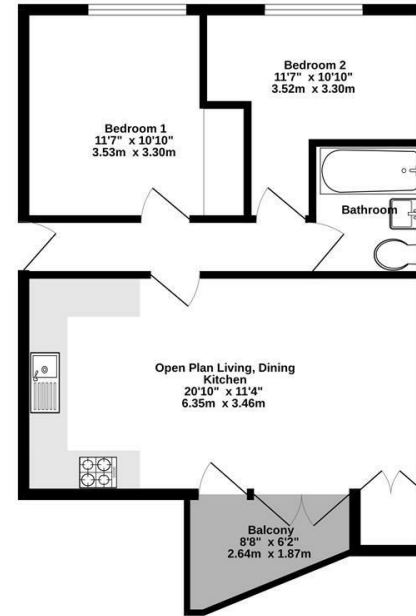 Bedroom 2
11'7" x 10'10"
3.52m x 3.30m
Bedroom 1
11'7" x 10'10"
3.53m x 3.30m
Bathroom
Open Plan Living, Dining
Kitchen
20'10" x 11'4"
6.35m x 3.46m
Balcony
8'8" x 6'2"
2.64m x 1.87m